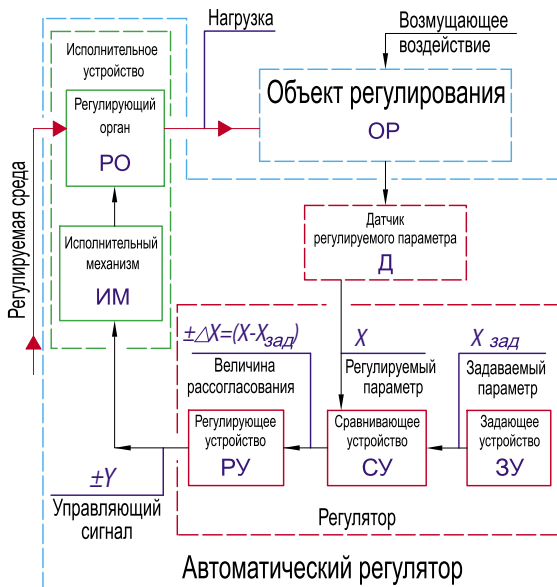 Нагрузка
Возмущающее
воздействие
Исполнительное
устройство
Регулирующий
орган
РО
Объект регулирования
ОР
Регулируемая среда
Датчик
регулируемого параметра
Д
Исполнительный
механизм
ИМ
±△X=(X-Xзад)
X
X зад
Величина
рассогласования
Регулируемый
параметр
Задаваемый
параметр
Регулирующее
устройство
РУ
Сравнивающее
устройство
СУ
Задающее
устройство
ЗУ
±Y
Управляющий
сигнал
Регулятор
Автоматический регулятор